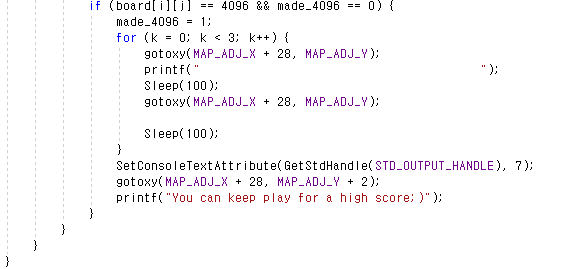 if (board[i][j] == 4096 && made_4096 == 0) {
made_4096 = 1;
for (k = 0; k < 3; k++) {
gotoxy(MAP_ADJ_X + 28, MAP_ADJ_Y);
printf("                                        ");
Sleep(100);
gotoxy(MAP_ADJ_X + 28, MAP_ADJ_Y);
Sleep(100);
}
SetConsoleTextAttribute(GetStdHandle(STD_OUTPUT_HANDLE), 7);
gotoxy(MAP_ADJ_X + 28, MAP_ADJ_Y + 2);
printf("You can keep play for a high score;)");
}
}
}
}